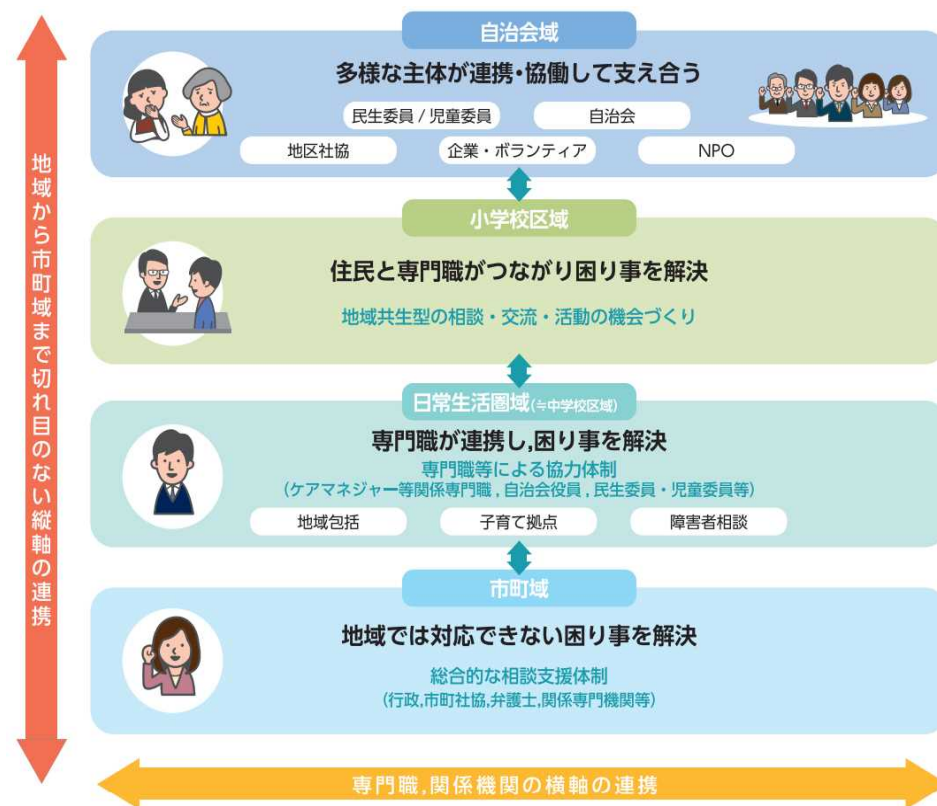 自治会域
多様な主体が連携・協働して支え合う
民生委員 / 児童委員
自治会
地区社協
企業・ボランティア
NPO
小学校区域
住民と専門職がつながり困り事を解決
地域共生型の相談・交流・活動の機会づくり
日常生活圏域(≒中学校区域)
専門職が連携し,困り事を解決
専門職等による協力体制
(ケアマネジャー等関係専門職,自治会役員,民生委員・児童委員等)
地域包括
子育て拠点
障害者相談
市町域
地域では対応できない困り事を解決
総合的な相談支援体制
(行政,市町社協,弁護士,関係専門機関等)
地域から市町域まで切れ目のない縦軸の連携
専門職,関係機関の横軸の連携